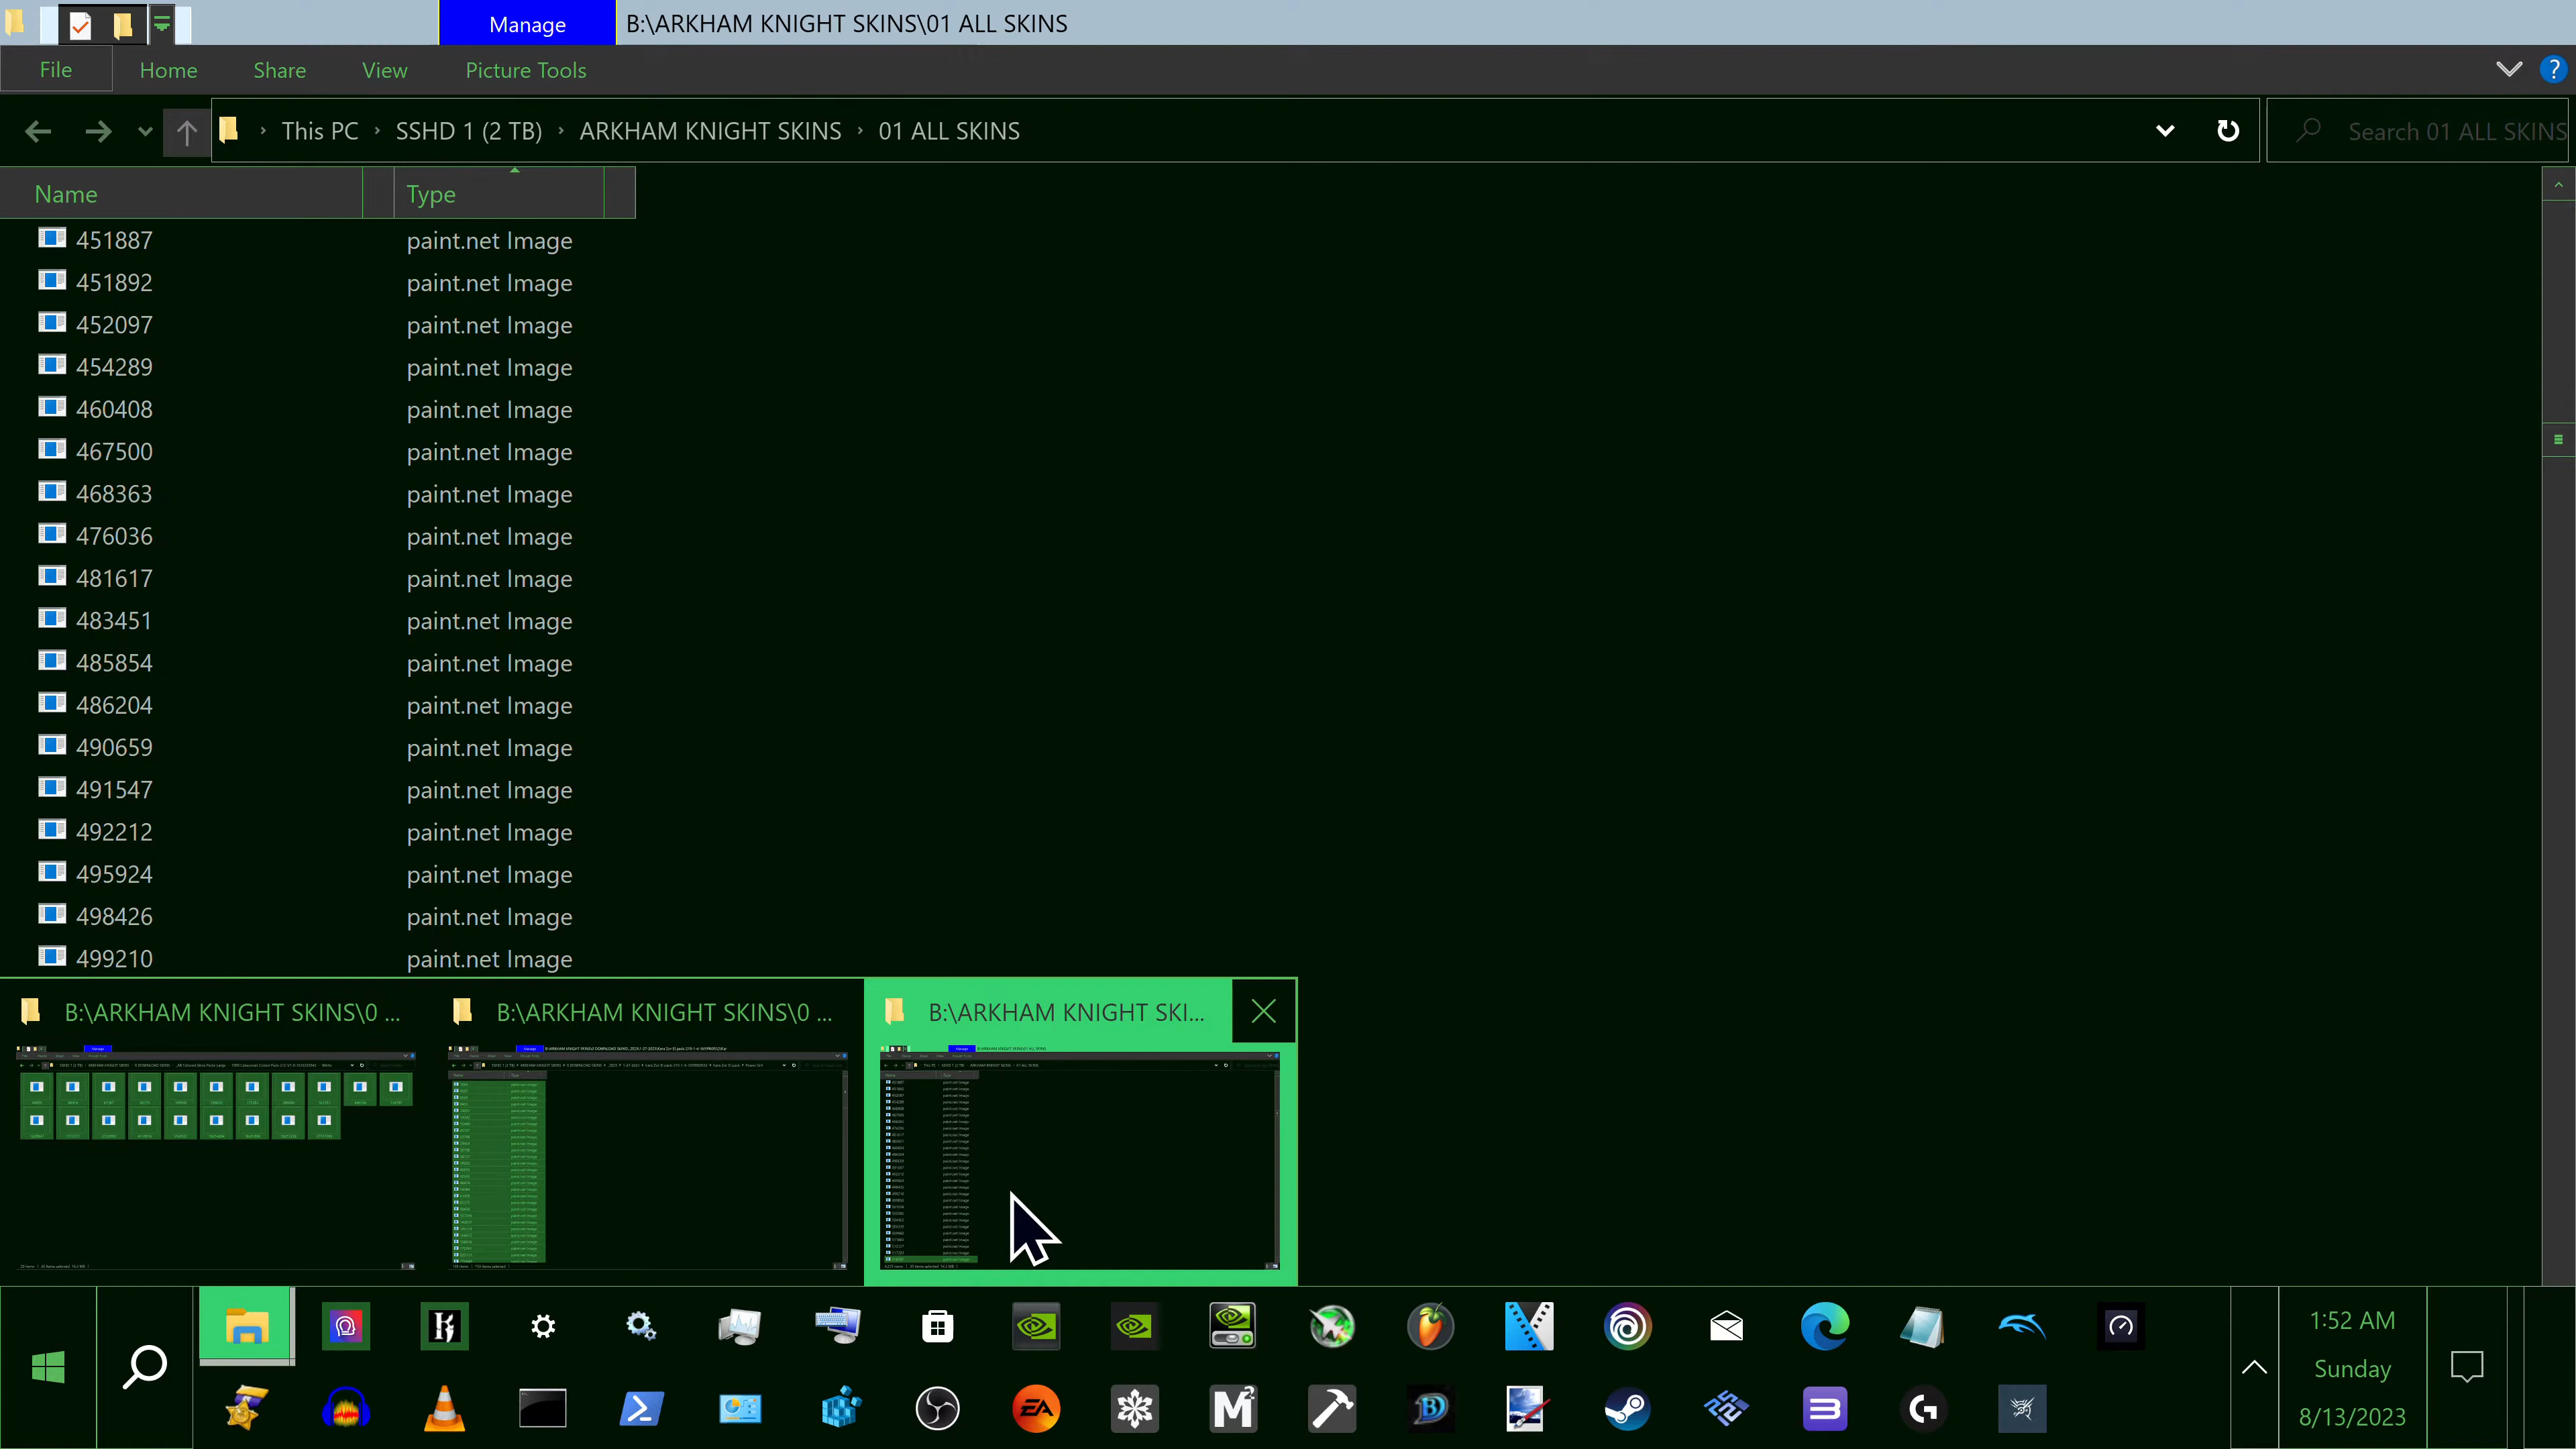 Manage B:\ARKHAM KNIGHT SKINS\01 ALL SKINS
File Home Share View Picture Tools
This PC › SSHD 1 (2 TB) › ARKHAM KNIGHT SKINS › 01 ALL SKINS
Search 01 ALL SKINS
Name Type
451887 paint.net Image
451892 paint.net Image
452097 paint.net Image
454289 paint.net Image
460408 paint.net Image
467500 paint.net Image
468363 paint.net Image
476036 paint.net Image
481617 paint.net Image
483451 paint.net Image
485854 paint.net Image
486204 paint.net Image
490659 paint.net Image
491547 paint.net Image
492212 paint.net Image
495924 paint.net Image
498426 paint.net Image
499210 paint.net Image
B:\ARKHAM KNIGHT SKINS\0 ... B:\ARKHAM KNIGHT SKINS\0 ... B:\ARKHAM KNIGHT SKI...
1:52 AM
Sunday
8/13/2023